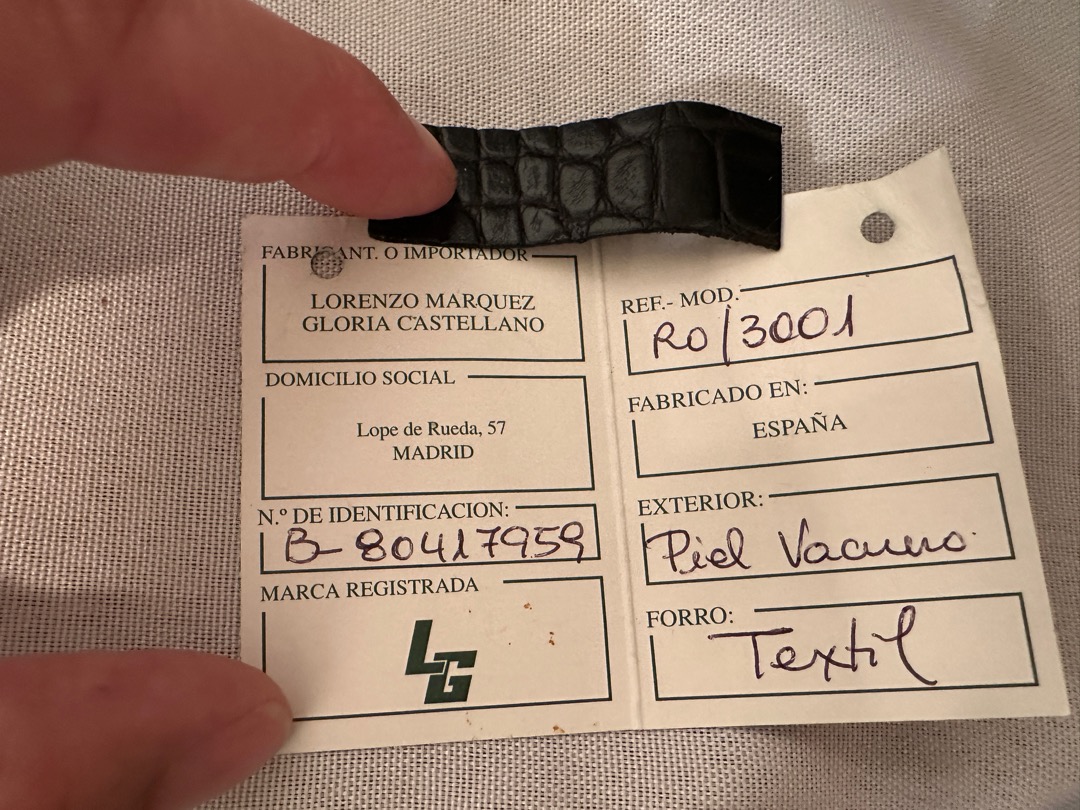 FABRICANT. O IMPORTADOR
LORENZO MARQUEZ
GLORIA CASTELLANO
DOMICILIO SOCIAL
Lope de Rueda, 57
MADRID
N.º DE IDENTIFICACION:
B-80417959
MARCA REGISTRADA
LG
REF.- MOD.
RO/3001
FABRICADO EN:
ESPAÑA
EXTERIOR:
Piel Vacuno.
FORRO:
Textil